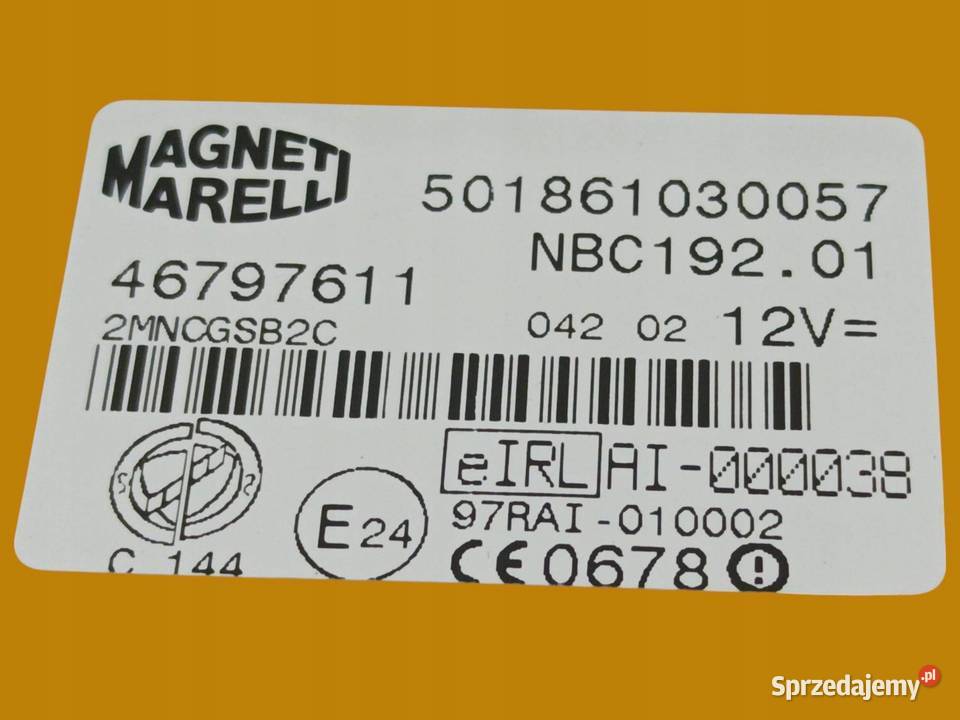 MAGNETI
MARELLI
501861030057
NBC192.01
46797611
2MNCGSB2C
042 02 12V=
eIRL AI-000038
97RAI-010002
E24
C 144
CE0678
Sprzedajemy.pl